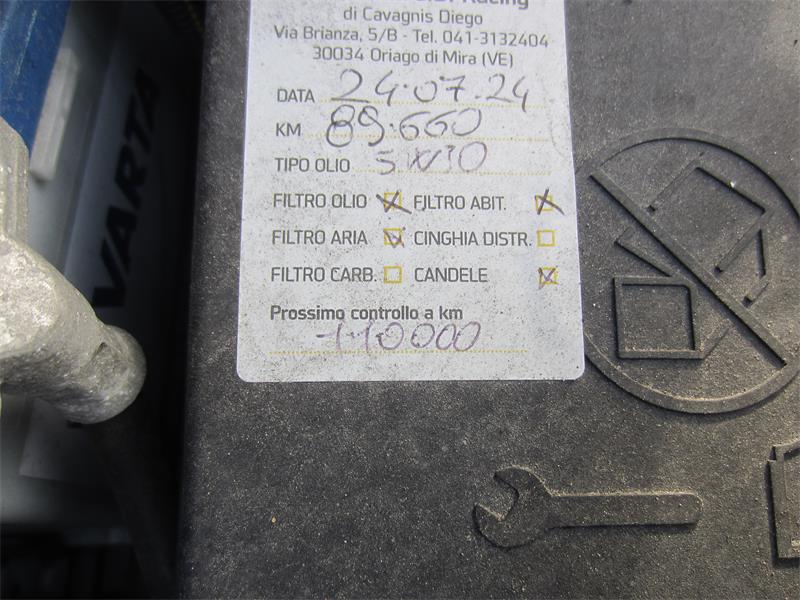 Racing
di Cavagnis Diego
Via Brianza, 5/B - Tel. 041-3132404
30034 Oriago di Mira (VE)
DATA 24.07.24
KM 89.660
TIPO OLIO 5W30
FILTRO OLIO FILTRO ABIT.
FILTRO ARIA CINGHIA DISTR.
FILTRO CARB. CANDELE
Prossimo controllo a km
110000
VARTA